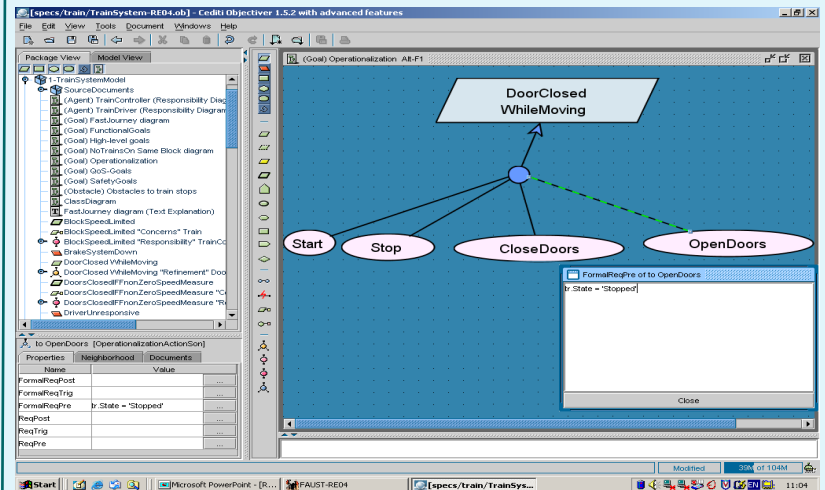 [specs/train/TrainSystem-RE04.ob] - Cediti Objectiver 1.5.2 with advanced features
File Edit View Tools Document Windows Help
Package View Model View
1-TrainSystemModel
SourceDocuments
(Agent) TrainController (Responsibility Diag
(Agent) TrainDriver (Responsibility Diagram
(Goal) FastJourney diagram
(Goal) FunctionalGoals
(Goal) High-level goals
(Goal) NoTrainsOn Same Block diagram
(Goal) Operationalization
(Goal) QoS-Goals
(Goal) SafetyGoals
(Obstacle) Obstacles to train stops
ClassDiagram
FastJourney diagram (Text Explanation)
BlockSpeedLimited
BlockSpeedLimited "Concerns" Train
BlockSpeedLimited "Responsibility" TrainCo
BrakeSystemDown
DoorClosed WhileMoving
DoorClosed WhileMoving "Refinement" Doo
DoorsClosedIFFnonZeroSpeedMeasure
DoorsClosedIFFnonZeroSpeedMeasure "C
DoorsClosedIFFnonZeroSpeedMeasure "R
DriverUnresponsive
to OpenDoors [OperationalizationActionSon]
Properties Neighborhood Documents
Name Value
FormalReqPost ...
FormalReqTrig ...
FormalReqPre tr.State = 'Stopped' ...
ReqPost ...
ReqTrig ...
ReqPre ...
(Goal) Operationalization Alt-F1
DoorClosed
WhileMoving
Start
Stop
CloseDoors
OpenDoors
FormalReqPre of to OpenDoors
tr.State = 'Stopped'
Close
Modified 39M of 104M
Start Microsoft PowerPoint - [R... FAUST-RE04 [specs/train/TrainSys... EN 11:04